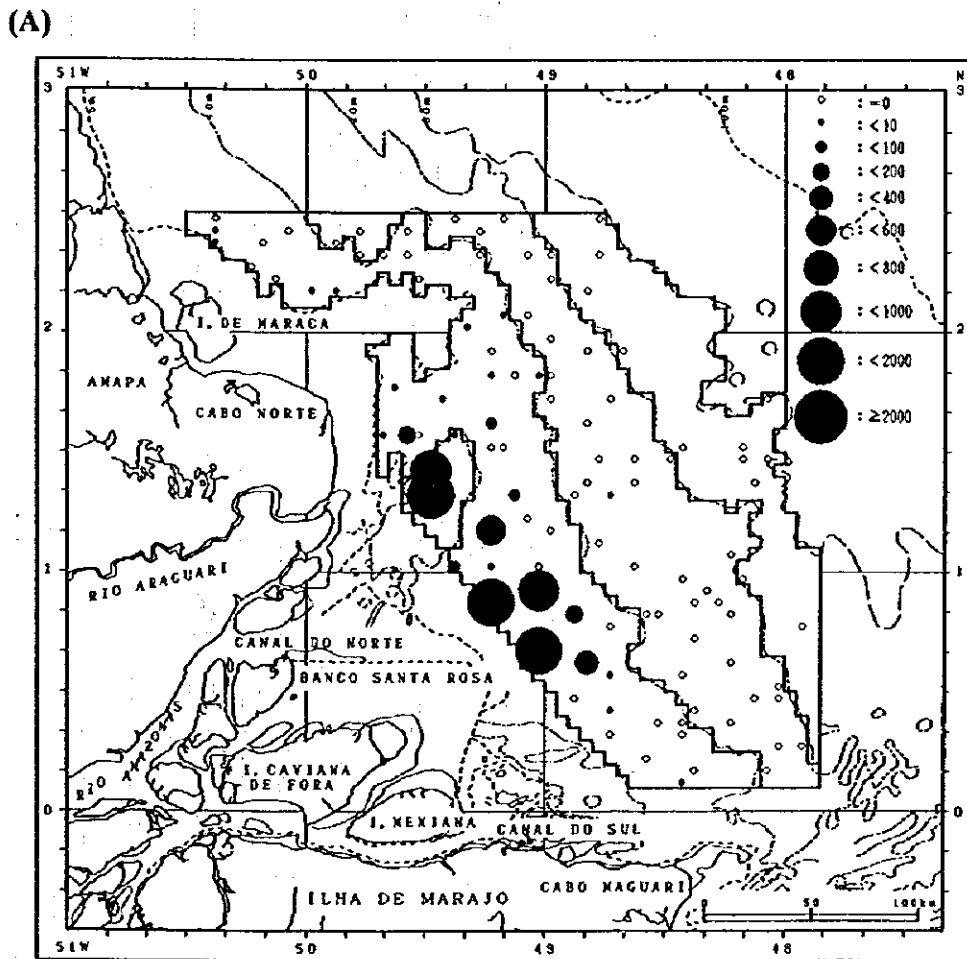 (A)
51W 50 49 48 N
3 3
: =0
: <10
: <100
: <200
: <400
: <600
: <800
: <1000
: <2000
: ≥2000
2 2
I. DE MARACA
AMAPA
CABO NORTE
1 1
RIO ARAGUARI
CANAL DO NORTE
BANCO SANTA ROSA
RIO AMAZONAS
I. CAVIANA
DE FORA
0 0
I. MEXIANA
CANAL DO SUL
CABO MAGUARI
ILHA DE MARAJO
0 50 100km
51W 50 49 48